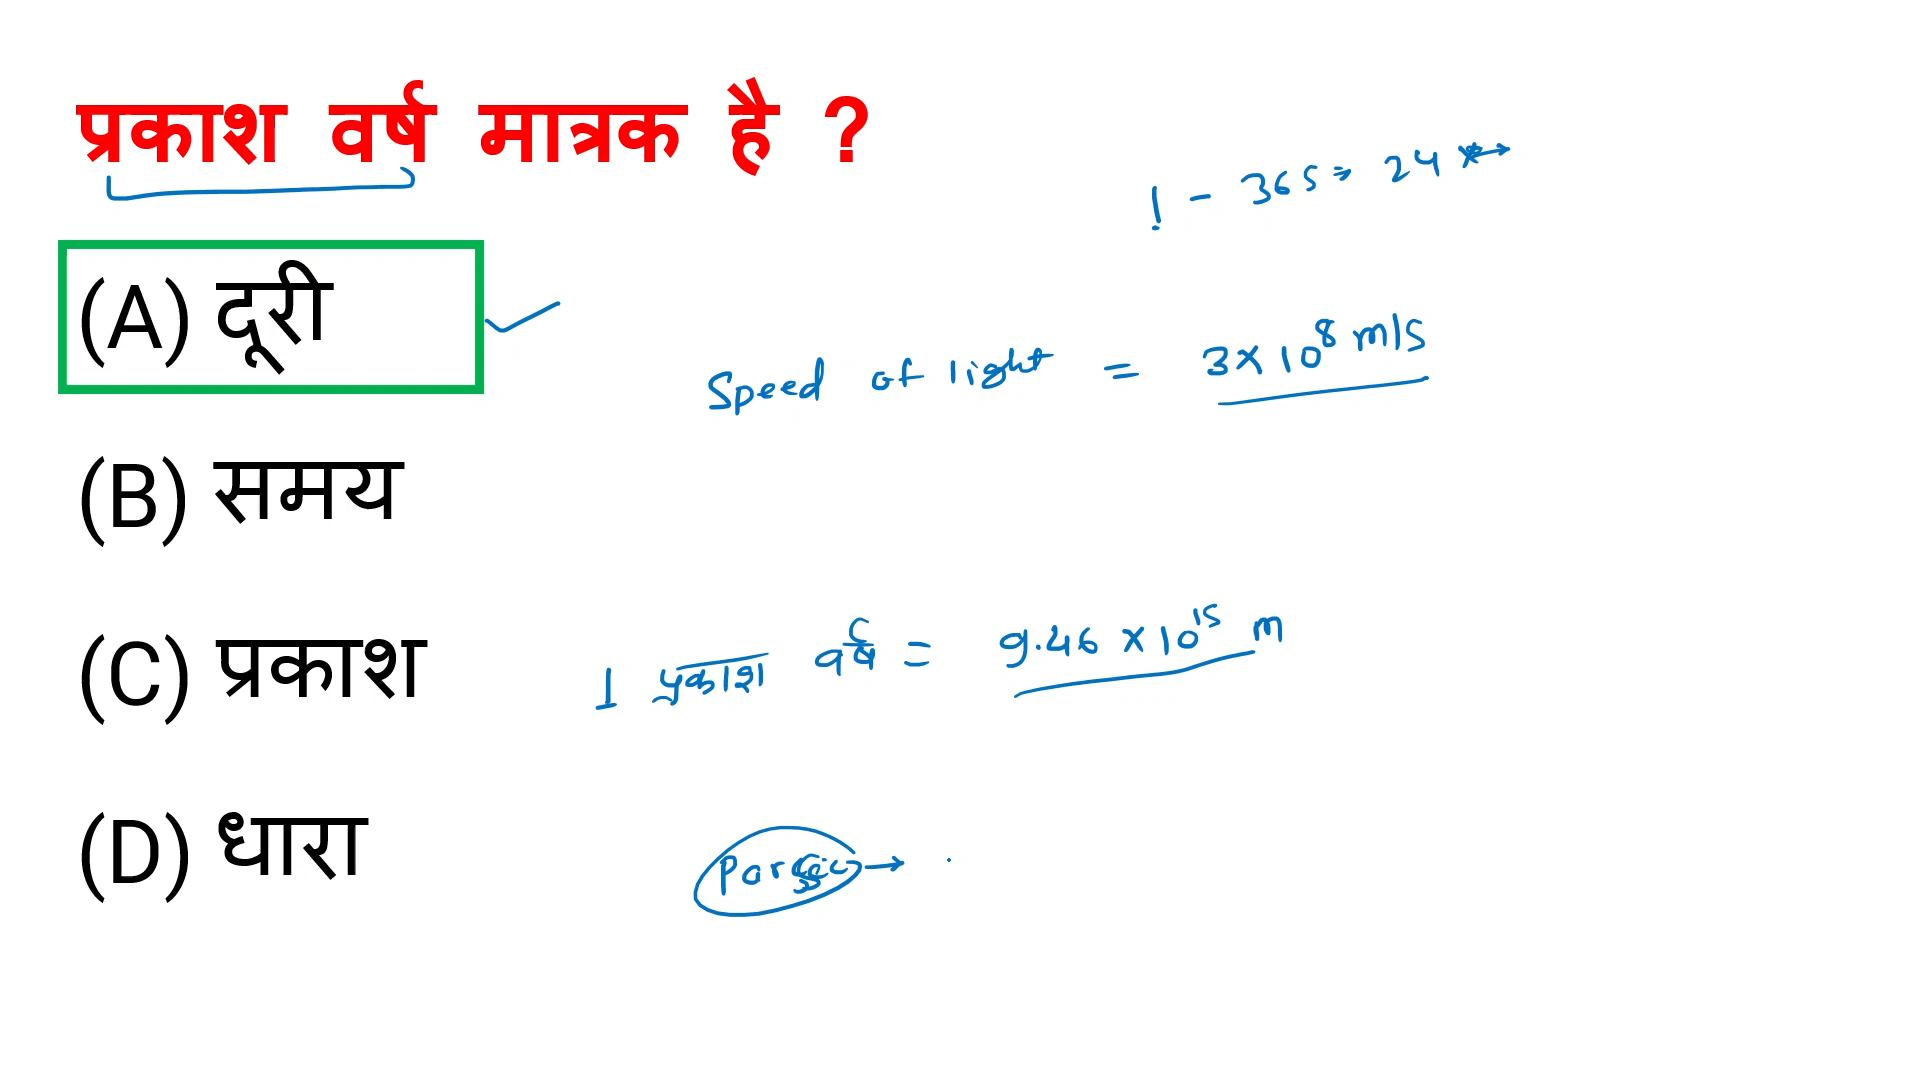 प्रकाश वर्ष मात्रक है ?
1 - 365 → 24 →
(A) दूरी
Speed of light = 3×10⁸ m/s
(B) समय
(C) प्रकाश
1 प्रकाश वर्ष = 9.46 × 10¹⁵ m
(D) धारा
Parsec →